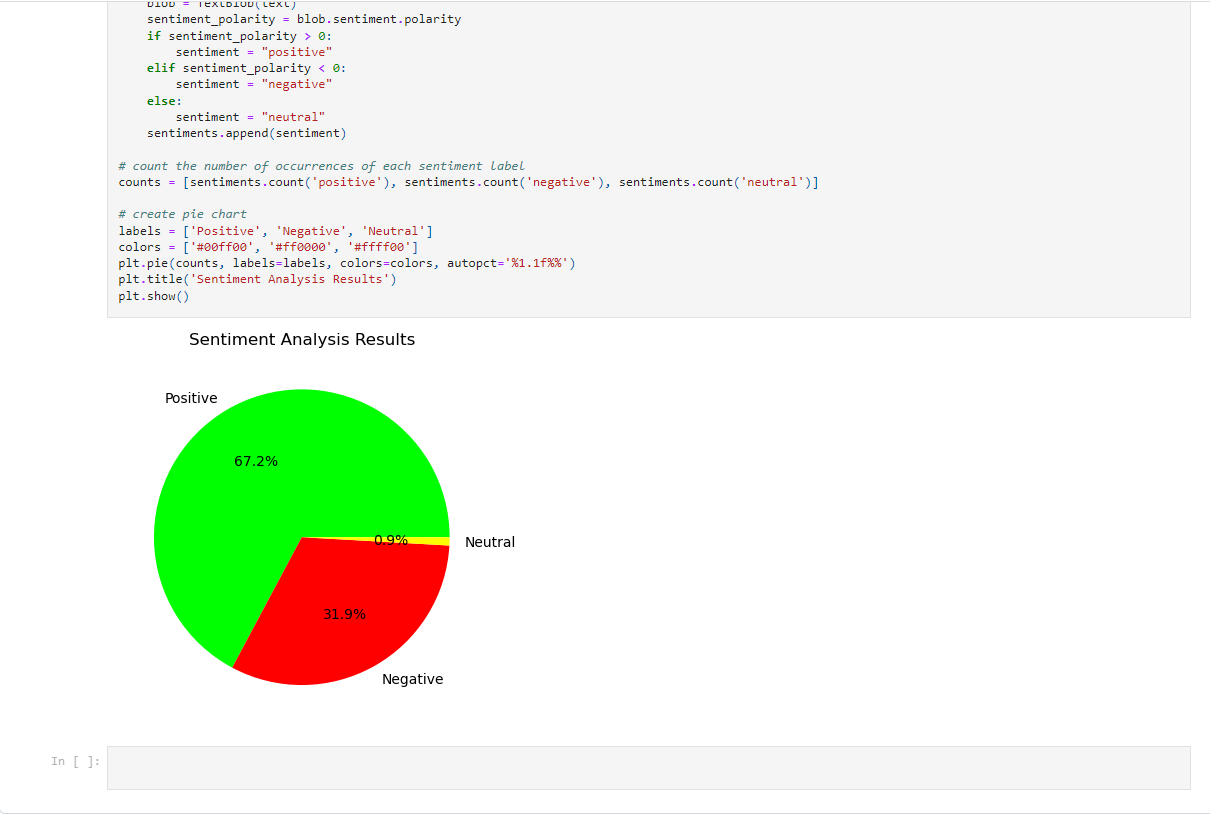 blob = TextBlob(text)
    sentiment_polarity = blob.sentiment.polarity
    if sentiment_polarity > 0:
        sentiment = "positive"
    elif sentiment_polarity < 0:
        sentiment = "negative"
    else:
        sentiment = "neutral"
    sentiments.append(sentiment)
# count the number of occurrences of each sentiment label
counts = [sentiments.count('positive'), sentiments.count('negative'), sentiments.count('neutral')]
# create pie chart
labels = ['Positive', 'Negative', 'Neutral']
colors = ['#00ff00', '#ff0000', '#ffff00']
plt.pie(counts, labels=labels, colors=colors, autopct='%1.1f%%')
plt.title('Sentiment Analysis Results')
plt.show()
Sentiment Analysis Results
Positive
67.2%
0.9%
Neutral
31.9%
Negative
In [ ]: